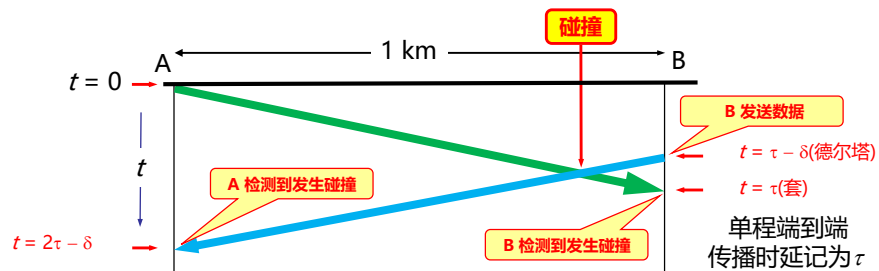 碰撞
A
1 km
B
t = 0
B 发送数据
t = τ − δ(德尔塔)
t
A 检测到发生碰撞
t = τ(套)
t = 2τ − δ
B 检测到发生碰撞
单程端到端
传播时延记为τ